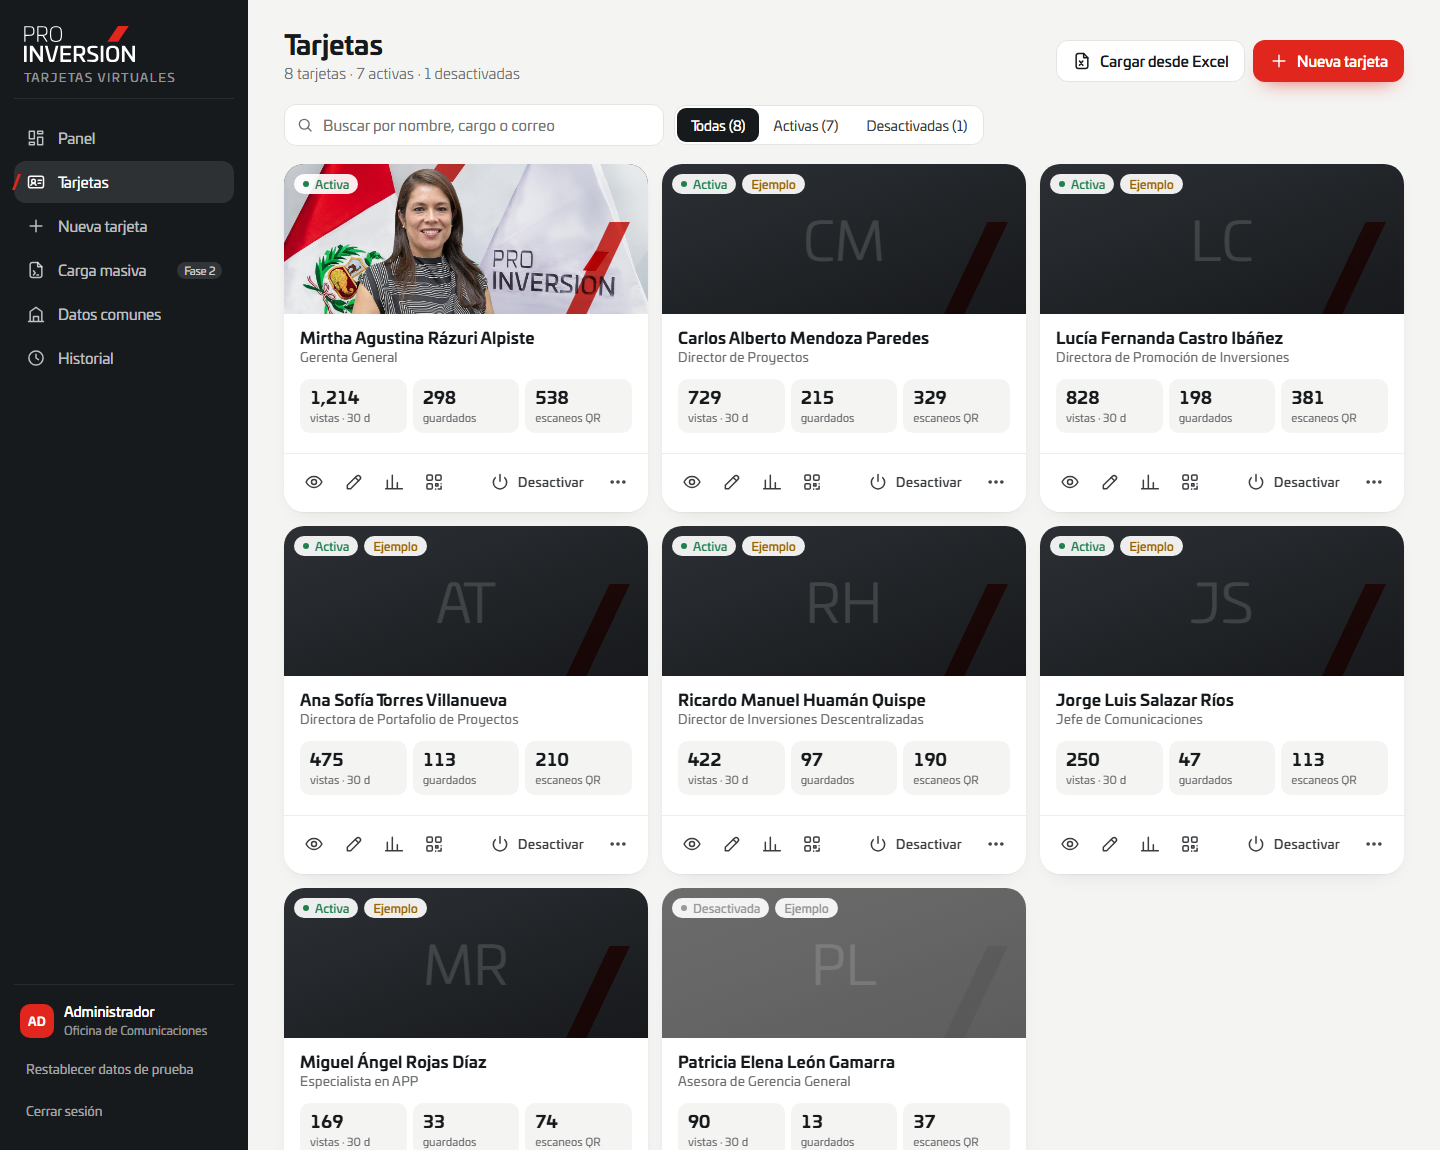 PRO
INVERSIÓN
TARJETAS VIRTUALES
Panel
Tarjetas
Nueva tarjeta
Carga masiva
Fase 2
Datos comunes
Historial
AD
Administrador
Oficina de Comunicaciones
Restablecer datos de prueba
Cerrar sesión
Tarjetas
8 tarjetas · 7 activas · 1 desactivadas
Cargar desde Excel
Nueva tarjeta
Buscar por nombre, cargo o correo
Todas (8)
Activas (7)
Desactivadas (1)
Activa
PRO
INVERSIÓN
Mirtha Agustina Rázuri Alpiste
Gerenta General
1,214
vistas · 30 d
298
guardados
538
escaneos QR
Desactivar
Activa
Ejemplo
CM
Carlos Alberto Mendoza Paredes
Director de Proyectos
729
vistas · 30 d
215
guardados
329
escaneos QR
Desactivar
Activa
Ejemplo
LC
Lucía Fernanda Castro Ibáñez
Directora de Promoción de Inversiones
828
vistas · 30 d
198
guardados
381
escaneos QR
Desactivar
Activa
Ejemplo
AT
Ana Sofía Torres Villanueva
Directora de Portafolio de Proyectos
475
vistas · 30 d
113
guardados
210
escaneos QR
Desactivar
Activa
Ejemplo
RH
Ricardo Manuel Huamán Quispe
Director de Inversiones Descentralizadas
422
vistas · 30 d
97
guardados
190
escaneos QR
Desactivar
Activa
Ejemplo
JS
Jorge Luis Salazar Ríos
Jefe de Comunicaciones
250
vistas · 30 d
47
guardados
113
escaneos QR
Desactivar
Activa
Ejemplo
MR
Miguel Ángel Rojas Díaz
Especialista en APP
169
vistas · 30 d
33
guardados
74
escaneos QR
Desactivada
Ejemplo
PL
Patricia Elena León Gamarra
Asesora de Gerencia General
90
vistas · 30 d
13
guardados
37
escaneos QR